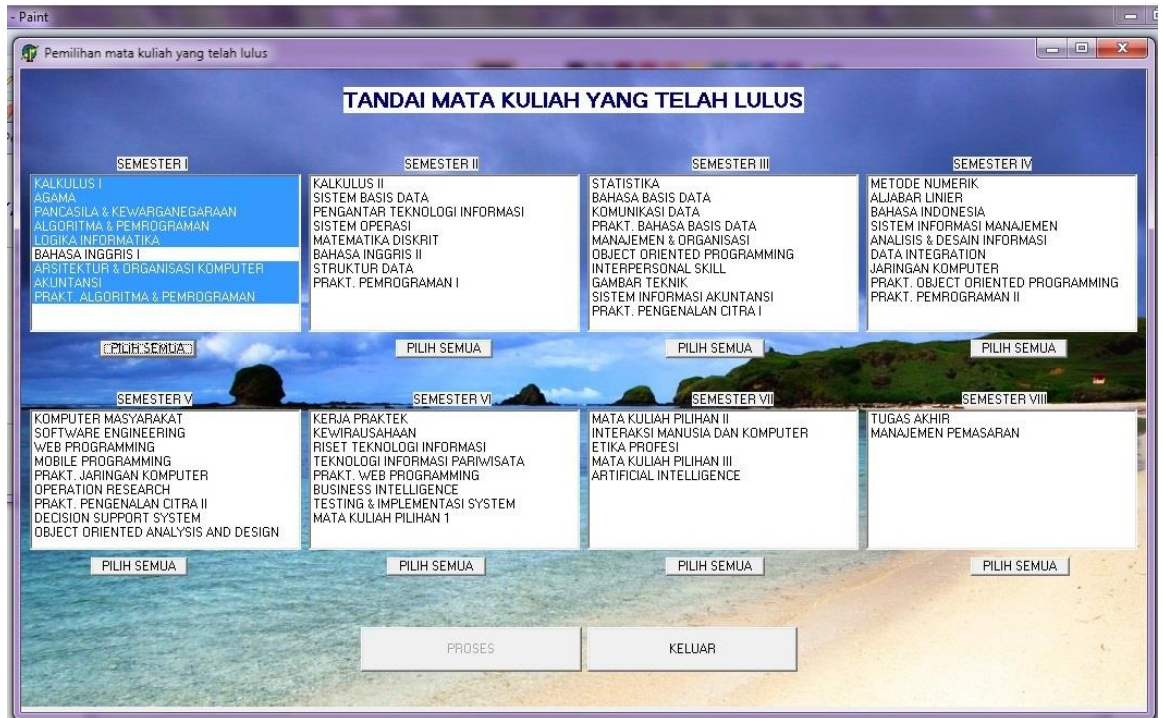 - Paint
Pemilihan mata kuliah yang telah lulus
TANDAI MATA KULIAH YANG TELAH LULUS
SEMESTER I
KALKULUS I
AGAMA
PANCASILA & KEWARGANEGARAAN
ALGORITMA & PEMROGRAMAN
LOGIKA INFORMATIKA
BAHASA INGGRIS I
ARSITEKTUR & ORGANISASI KOMPUTER
AKUNTANSI
PRAKT. ALGORITMA & PEMROGRAMAN
PILIH SEMUA
SEMESTER II
KALKULUS II
SISTEM BASIS DATA
PENGANTAR TEKNOLOGI INFORMASI
SISTEM OPERASI
MATEMATIKA DISKRIT
BAHASA INGGRIS II
STRUKTUR DATA
PRAKT. PEMROGRAMAN I
PILIH SEMUA
SEMESTER III
STATISTIKA
BAHASA BASIS DATA
KOMUNIKASI DATA
PRAKT. BAHASA BASIS DATA
MANAJEMEN & ORGANISASI
OBJECT ORIENTED PROGRAMMING
INTERPERSONAL SKILL
GAMBAR TEKNIK
SISTEM INFORMASI AKUNTANSI
PRAKT. PENGENALAN CITRA I
PILIH SEMUA
SEMESTER IV
METODE NUMERIK
ALJABAR LINIER
BAHASA INDONESIA
SISTEM INFORMASI MANAJEMEN
ANALISIS & DESAIN INFORMASI
DATA INTEGRATION
JARINGAN KOMPUTER
PRAKT. OBJECT ORIENTED PROGRAMMING
PRAKT. PEMROGRAMAN II
PILIH SEMUA
SEMESTER V
KOMPUTER MASYARAKAT
SOFTWARE ENGINEERING
WEB PROGRAMMING
MOBILE PROGRAMMING
PRAKT. JARINGAN KOMPUTER
OPERATION RESEARCH
PRAKT. PENGENALAN CITRA II
DECISION SUPPORT SYSTEM
OBJECT ORIENTED ANALYSIS AND DESIGN
PILIH SEMUA
SEMESTER VI
KERJA PRAKTEK
KEWIRAUSAHAAN
RISET TEKNOLOGI INFORMASI
TEKNOLOGI INFORMASI PARIWISATA
PRAKT. WEB PROGRAMMING
BUSINESS INTELLIGENCE
TESTING & IMPLEMENTASI SYSTEM
MATA KULIAH PILIHAN 1
PILIH SEMUA
SEMESTER VII
MATA KULIAH PILIHAN II
INTERAKSI MANUSIA DAN KOMPUTER
ETIKA PROFESI
MATA KULIAH PILIHAN III
ARTIFICIAL INTELLIGENCE
PILIH SEMUA
SEMESTER VIII
TUGAS AKHIR
MANAJEMEN PEMASARAN
PILIH SEMUA
PROSES
KELUAR